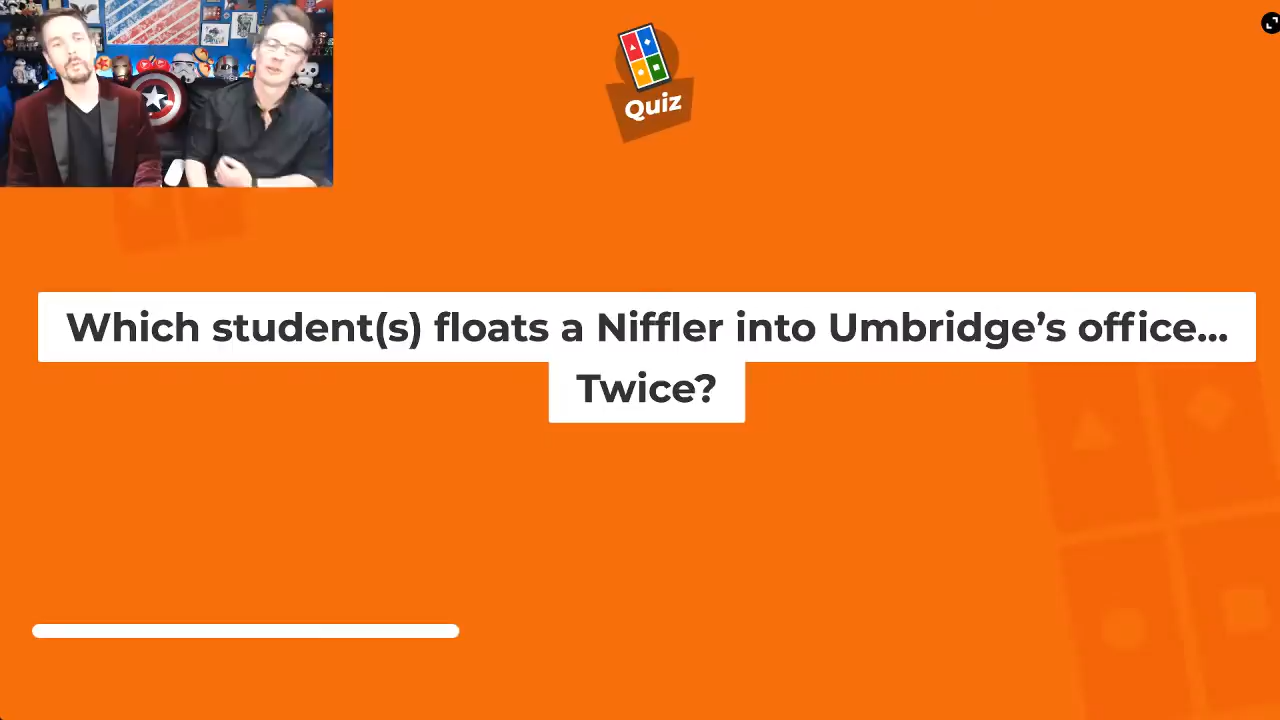 Quiz
Which student(s) floats a Niffler into Umbridge’s office...
Twice?